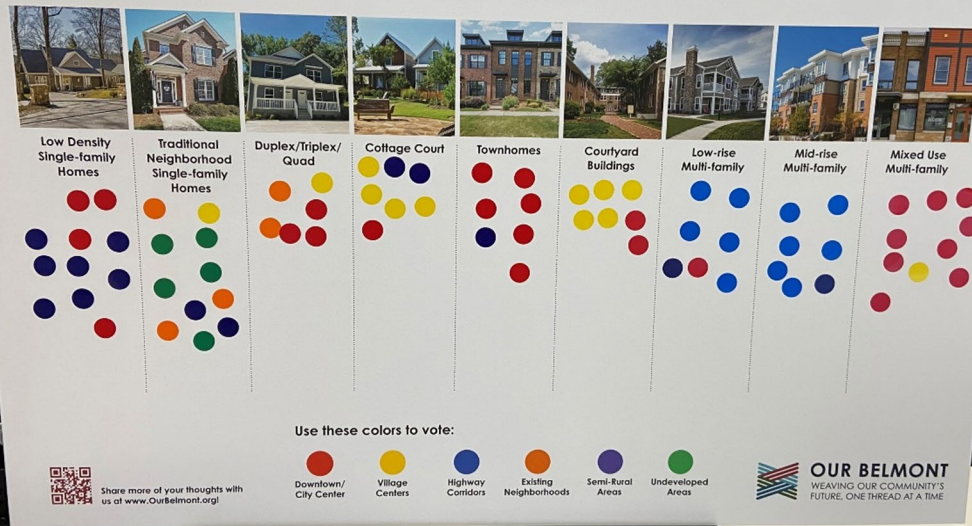 Low Density
Single-family
Homes
Traditional
Neighborhood
Single-family
Homes
Duplex/Triplex/
Quad
Cottage Court
Townhomes
Courtyard
Buildings
Low-rise
Multi-family
Mid-rise
Multi-family
Mixed Use
Multi-family
Use these colors to vote:
Downtown/
City Center
Village
Centers
Highway
Corridors
Existing
Neighborhoods
Semi-Rural
Areas
Undeveloped
Areas
Share more of your thoughts with
us at www.OurBelmont.org!
OUR BELMONT
WEAVING OUR COMMUNITY'S
FUTURE, ONE THREAD AT A TIME